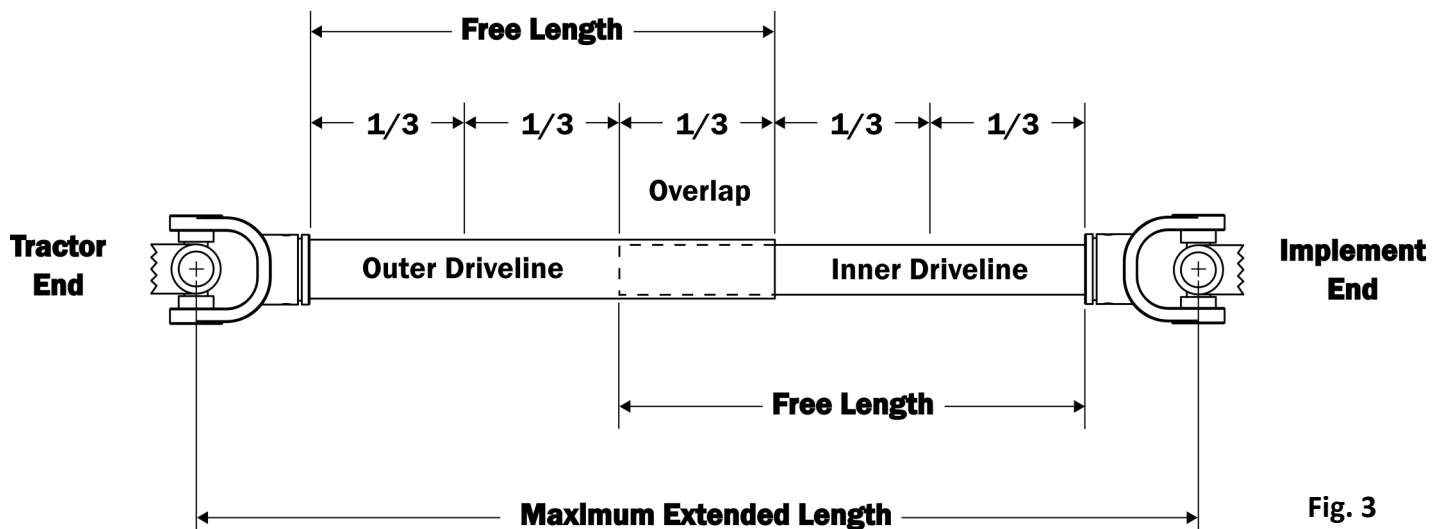 Free Length
1/3 1/3 1/3 1/3 1/3
Overlap
Tractor
End
Outer Driveline
Inner Driveline
Implement
End
Free Length
Maximum Extended Length
Fig. 3